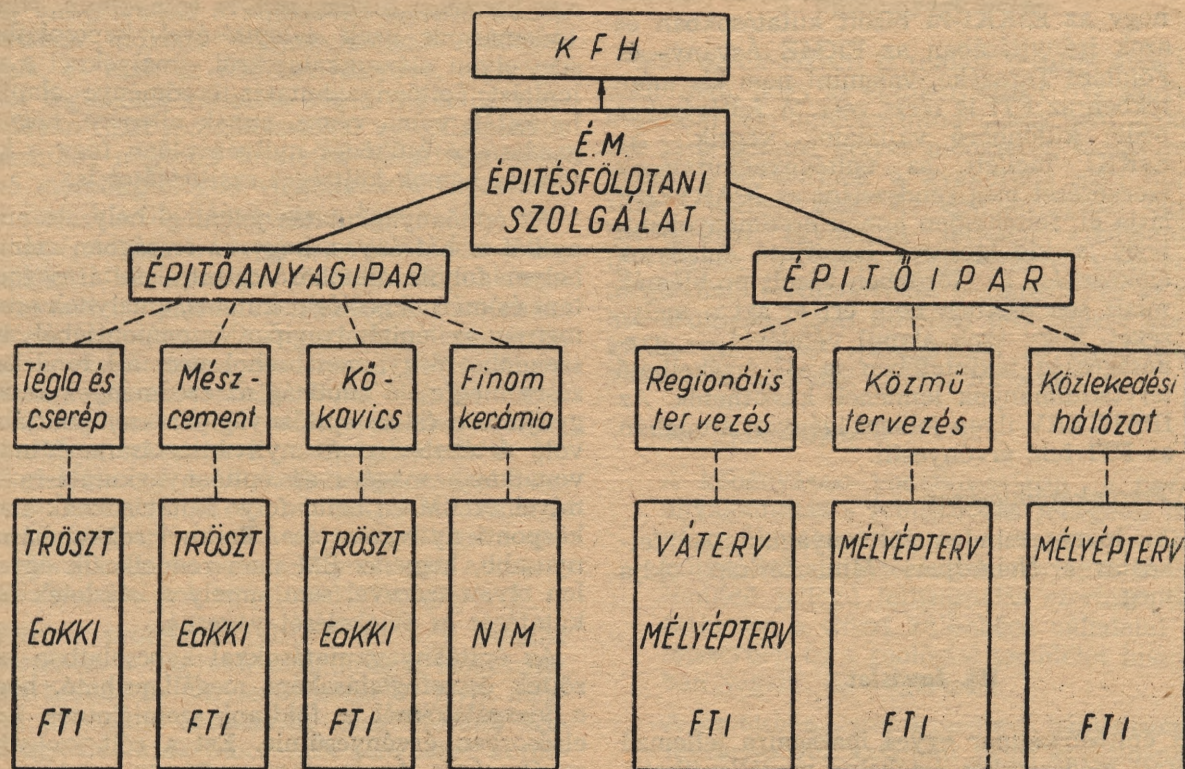 K F H
É.M.
ÉPITÉSFÖLDTANI
SZOLGÁLAT
ÉPITŐANYAGIPAR
ÉPITŐIPAR
Tégla és
cserép
Mész-
cement
Kő-
kavics
Finom
kerámia
Regionális
tervezés
Közmű
tervezés
Közlekedési
hálózat
TRÖSZT
EaKKI
FTI
TRÖSZT
EaKKI
FTI
TRÖSZT
EaKKI
FTI
NIM
VÁTERV
MÉLYÉPTERV
FTI
MÉLYÉPTERV
FTI
MÉLYÉPTERV
FTI